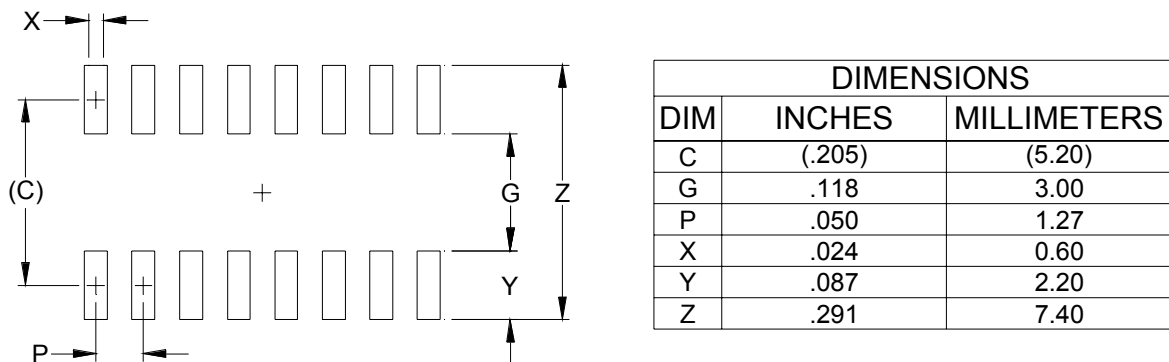 X
(C)
G
Z
Y
P
DIMENSIONS
DIM INCHES MILLIMETERS
C (.205) (5.20)
G .118 3.00
P .050 1.27
X .024 0.60
Y .087 2.20
Z .291 7.40